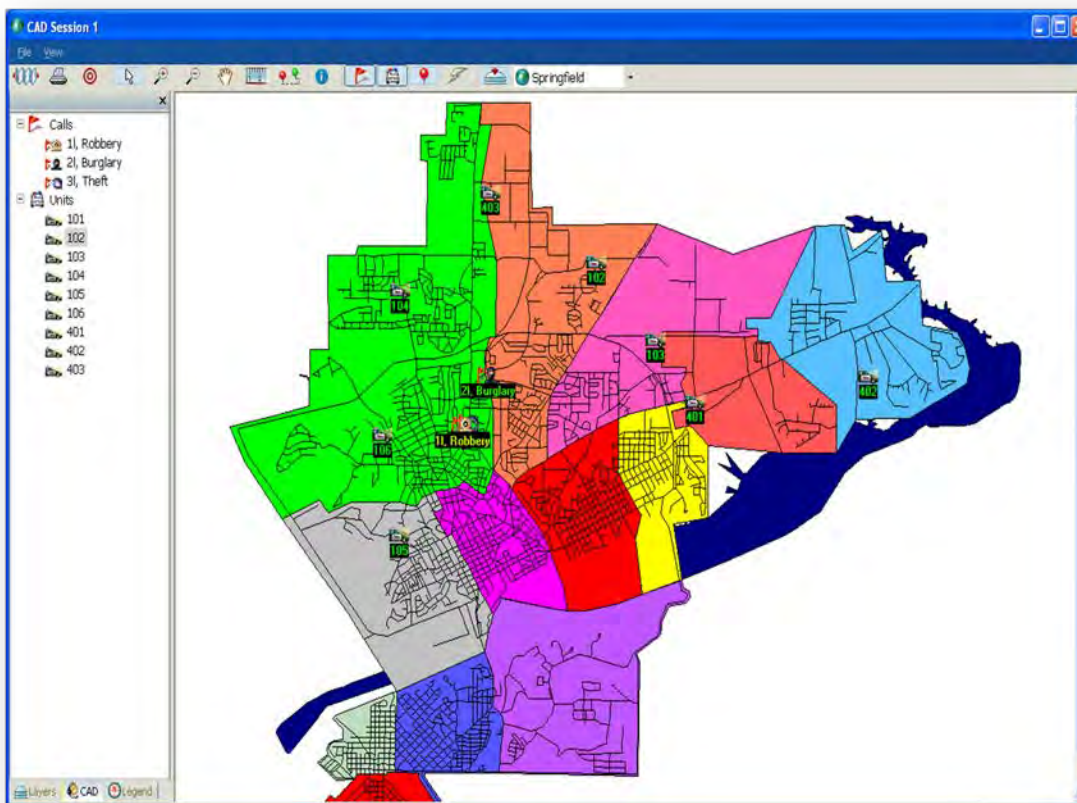 CAD Session 1
File View
Springfield
Calls
1I, Robbery
2I, Burglary
3I, Theft
Units
101
102
103
104
105
106
401
402
403
403
102
104
103
2I, Burglary
402
401
1I, Robbery
106
105
Layers CAD Legend